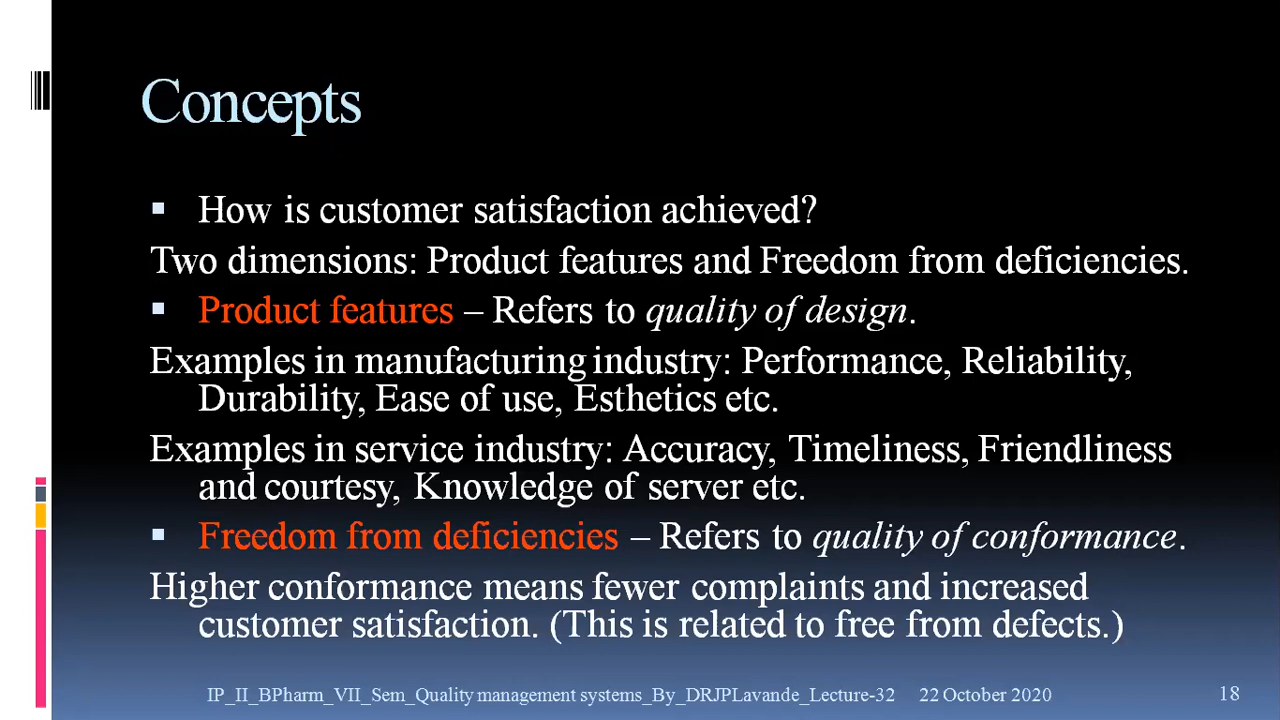 Concepts
▪ How is customer satisfaction achieved?
Two dimensions: Product features and Freedom from deficiencies.
▪ Product features – Refers to quality of design.
Examples in manufacturing industry: Performance, Reliability,
Durability, Ease of use, Esthetics etc.
Examples in service industry: Accuracy, Timeliness, Friendliness
and courtesy, Knowledge of server etc.
▪ Freedom from deficiencies – Refers to quality of conformance.
Higher conformance means fewer complaints and increased
customer satisfaction. (This is related to free from defects.)
IP_II_BPharm_VII_Sem_Quality management systems_By_DRJPLavande_Lecture-32 22 October 2020 18